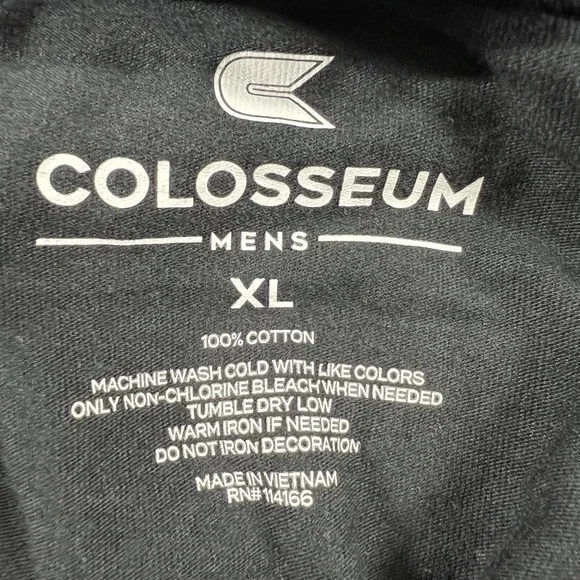 COLOSSEUM
MENS
XL
100% COTTON
MACHINE WASH COLD WITH LIKE COLORS
ONLY NON-CHLORINE BLEACH WHEN NEEDED
TUMBLE DRY LOW
WARM IRON IF NEEDED
DO NOT IRON DECORATION
MADE IN VIETNAM
RN# 114166